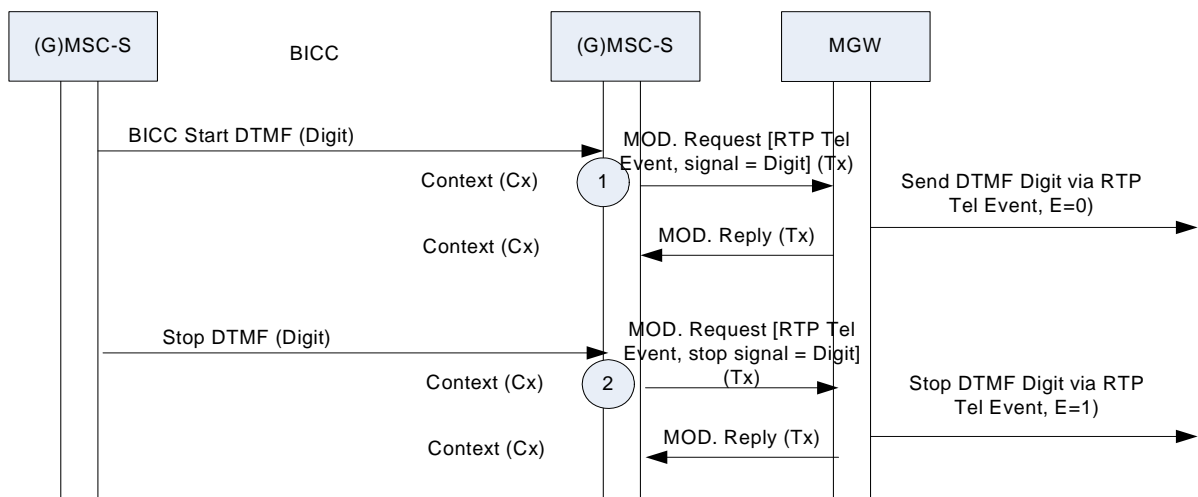 (G)MSC-S
BICC
(G)MSC-S
MGW
BICC Start DTMF (Digit)
MOD. Request [RTP Tel
Event, signal = Digit] (Tx)
Context (Cx)
1
Send DTMF Digit via RTP
Tel Event, E=0)
MOD. Reply (Tx)
Context (Cx)
Stop DTMF (Digit)
MOD. Request [RTP Tel
Event, stop signal = Digit]
(Tx)
Context (Cx)
2
Stop DTMF Digit via RTP
Tel Event, E=1)
MOD. Reply (Tx)
Context (Cx)